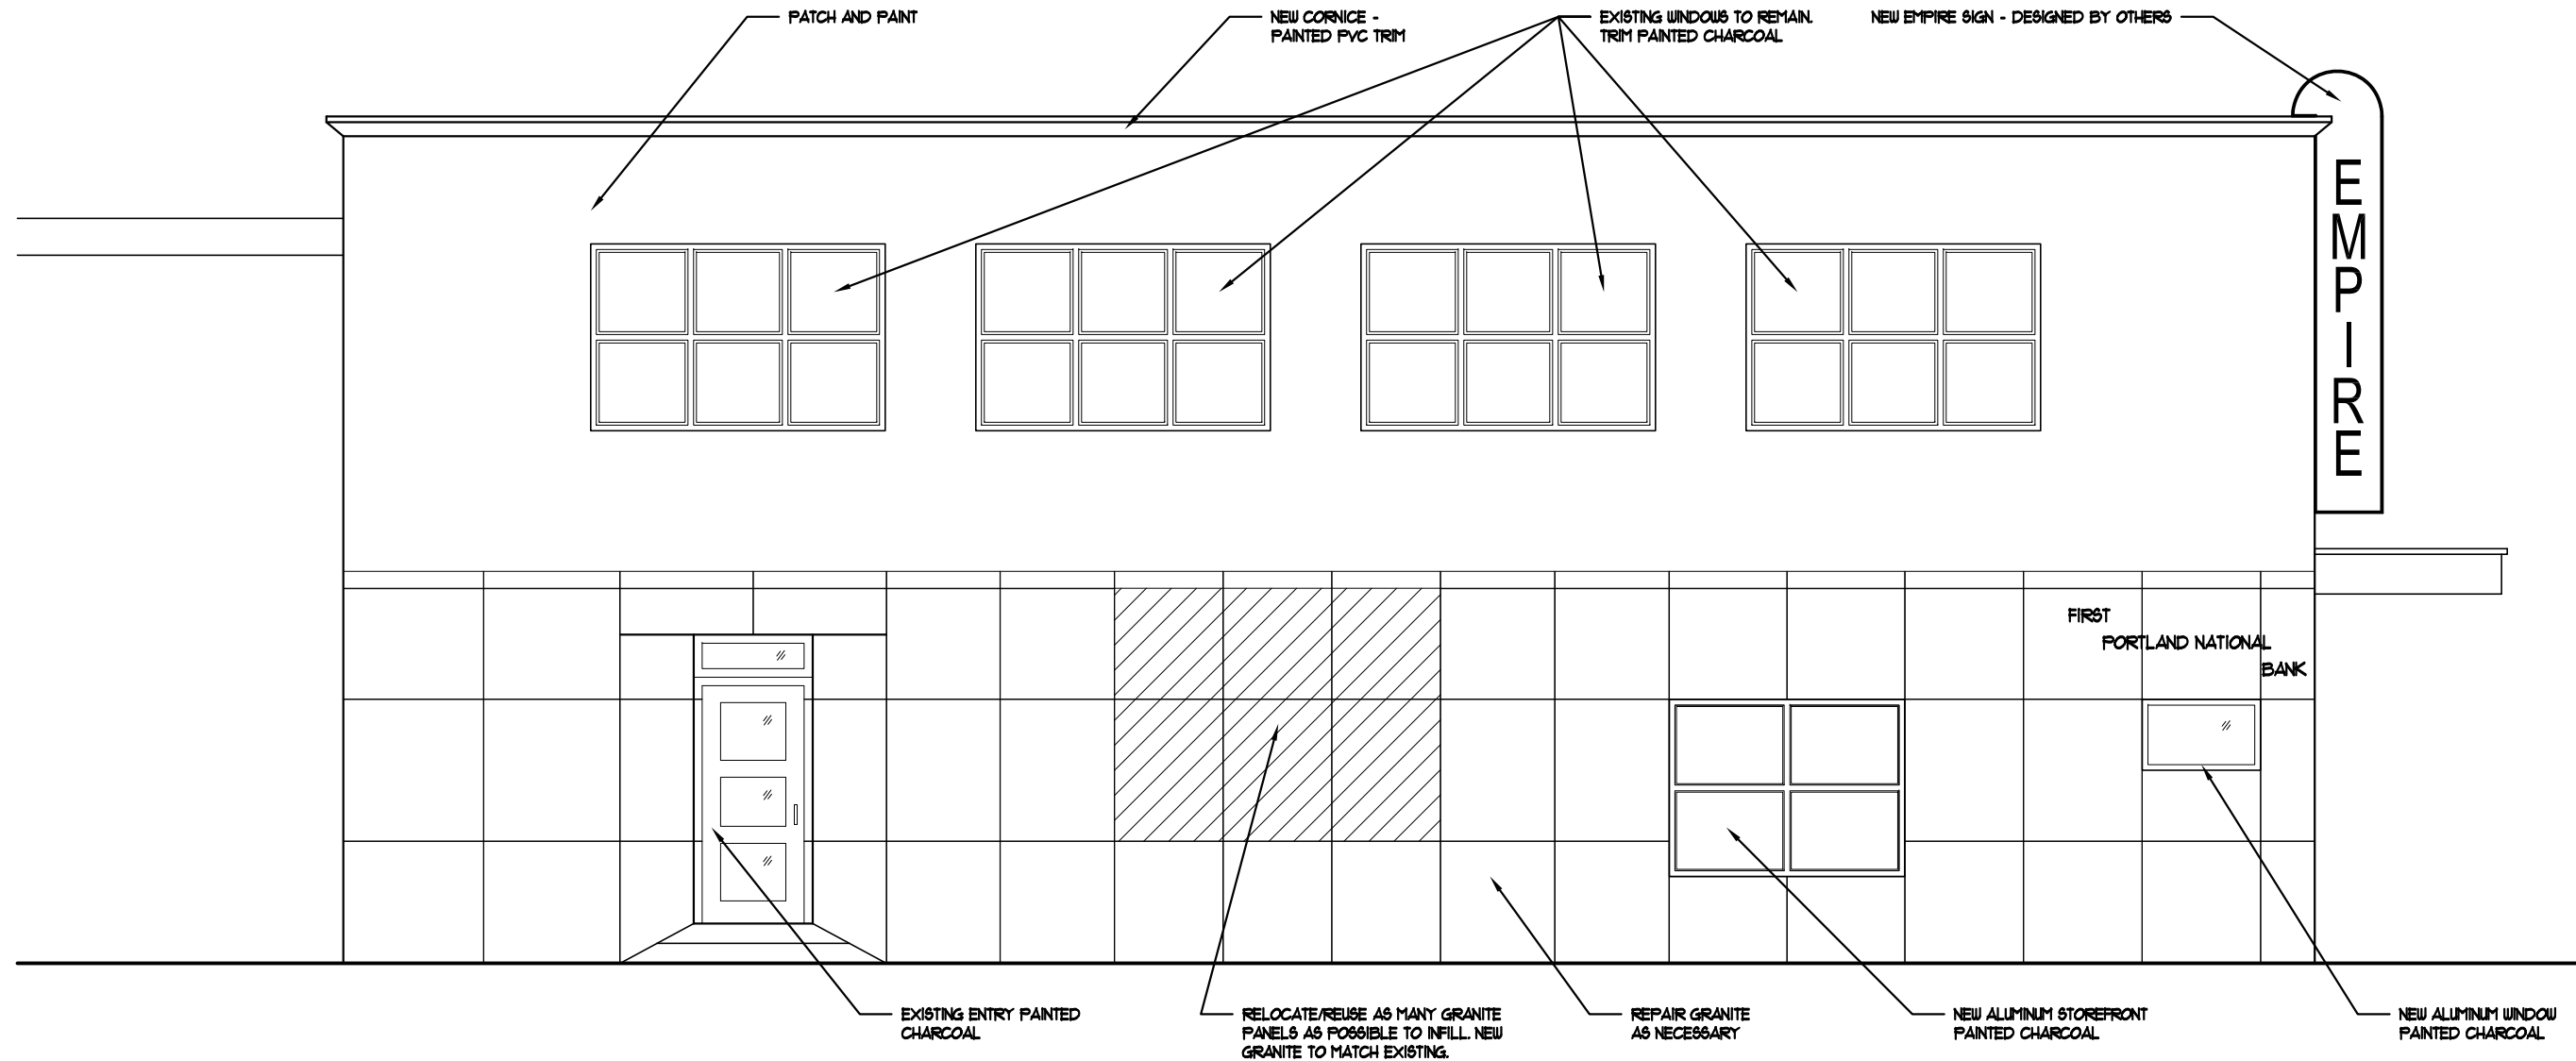 PATCH AND PAINT
NEW CORNICE -
PAINTED PVC TRIM
EXISTING WINDOWS TO REMAIN.
TRIM PAINTED CHARCOAL
NEW EMPIRE SIGN - DESIGNED BY OTHERS
EMPIRE
FIRST
PORTLAND NATIONAL
BANK
EXISTING ENTRY PAINTED
CHARCOAL
RELOCATE/REUSE AS MANY GRANITE
PANELS AS POSSIBLE TO INFILL. NEW
GRANITE TO MATCH EXISTING.
REPAIR GRANITE
AS NECESSARY
NEW ALUMINUM STOREFRONT
PAINTED CHARCOAL
NEW ALUMINUM WINDOW
PAINTED CHARCOAL